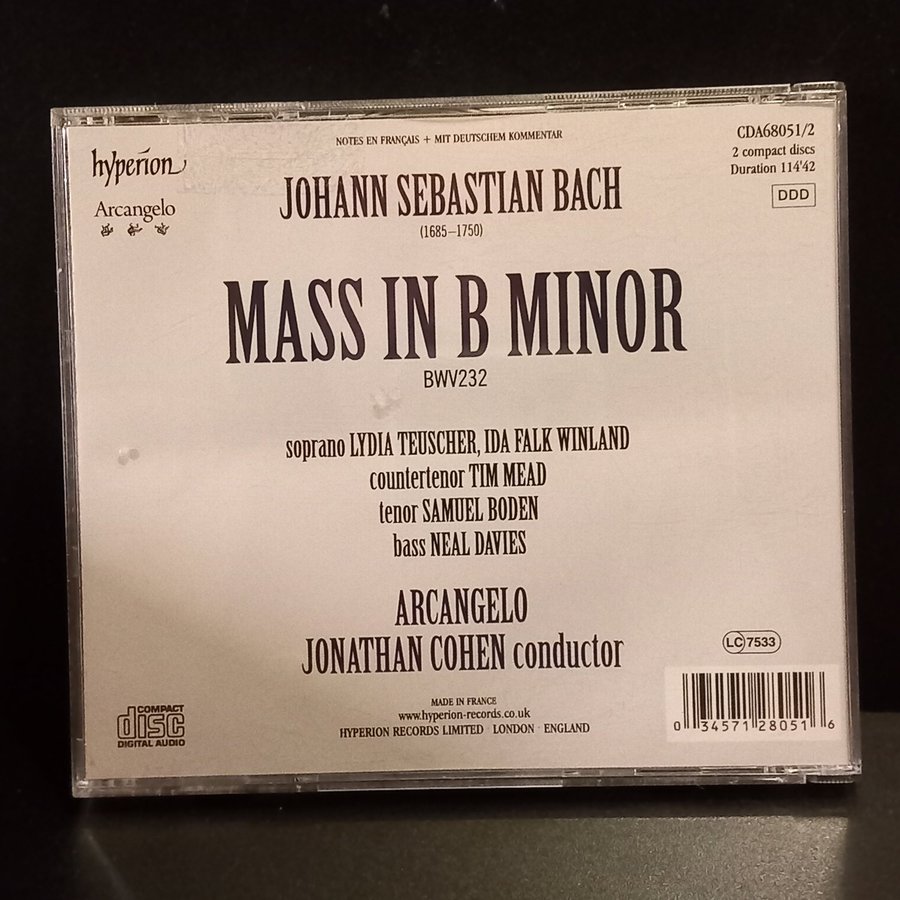 NOTES EN FRANÇAIS + MIT DEUTSCHEM KOMMENTAR
hyperion
Arcangelo
CDA68051/2
2 compact discs
Duration 114'42
DDD
JOHANN SEBASTIAN BACH
(1685–1750)
MASS IN B MINOR
BWV232
soprano LYDIA TEUSCHER, IDA FALK WINLAND
countertenor TIM MEAD
tenor SAMUEL BODEN
bass NEAL DAVIES
ARCANGELO
JONATHAN COHEN conductor
LC 7533
COMPACT
disc
DIGITAL AUDIO
MADE IN FRANCE
www.hyperion-records.co.uk
HYPERION RECORDS LIMITED · LONDON · ENGLAND
0 34571 28051 6